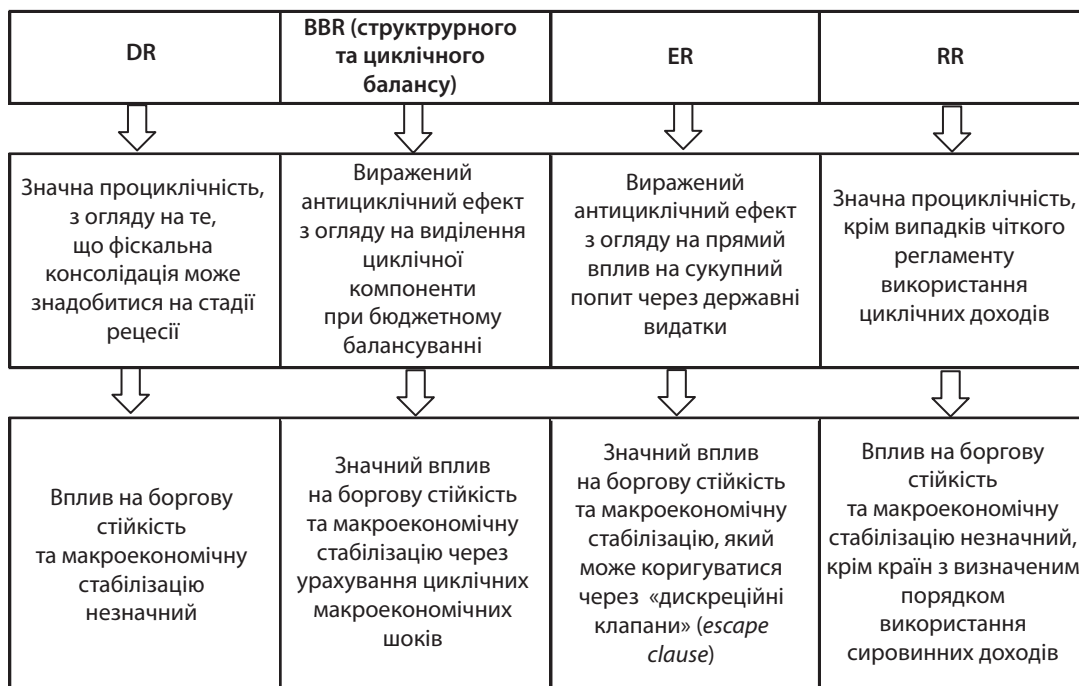 DR
BBR (структрурного
та циклічного
балансу)
ER
RR
Значна проциклічність,
з огляду на те,
що фіскальна
консолідація може
знадобитися на стадії
рецесії
Виражений
антициклічний ефект
з огляду на виділення
циклічної
компоненти
при бюджетному
балансуванні
Виражений
антициклічний ефект
з огляду на прямий
вплив на сукупний
попит через державні
видатки
Значна проциклічність,
крім випадків чіткого
регламенту
використання
циклічних доходів
Вплив на боргову
стійкість
та макроекономічну
стабілізацію
незначний
Значний вплив
на боргову стійкість
та макроекономічну
стабілізацію через
урахування циклічних
макроекономічних
шоків
Значний вплив
на боргову стійкість
та макроекономічну
стабілізацію, який
може коригуватися
через «дискреційні
клапани» (escape
clause)
Вплив на боргову
стійкість
та макроекономічну
стабілізацію незначний,
крім країн з визначеним
порядком
використання
сировинних доходів